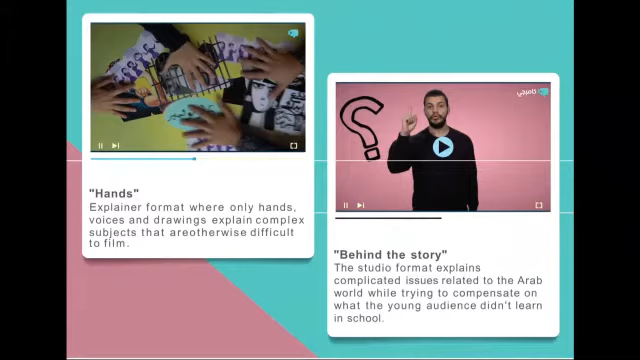 "Hands"
Explainer format where only hands,
voices and drawings explain complex
subjects that areotherwise difficult
to film.
كامرجي
"Behind the story"
The studio format explains
complicated issues related to the Arab
world while trying to compensate on
what the young audience didn't learn
in school.